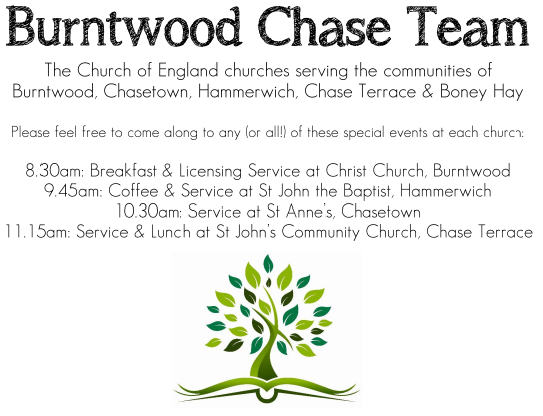 Burntwood Chase Team
The Church of England churches serving the communities of
Burntwood, Chasetown, Hammerwich, Chase Terrace & Boney Hay
Please feel free to come along to any (or all!) of these special events at each church:
8.30am: Breakfast & Licensing Service at Christ Church, Burntwood
9.45am: Coffee & Service at St John the Baptist, Hammerwich
10.30am: Service at St Anne's, Chasetown
11.15am: Service & Lunch at St John's Community Church, Chase Terrace